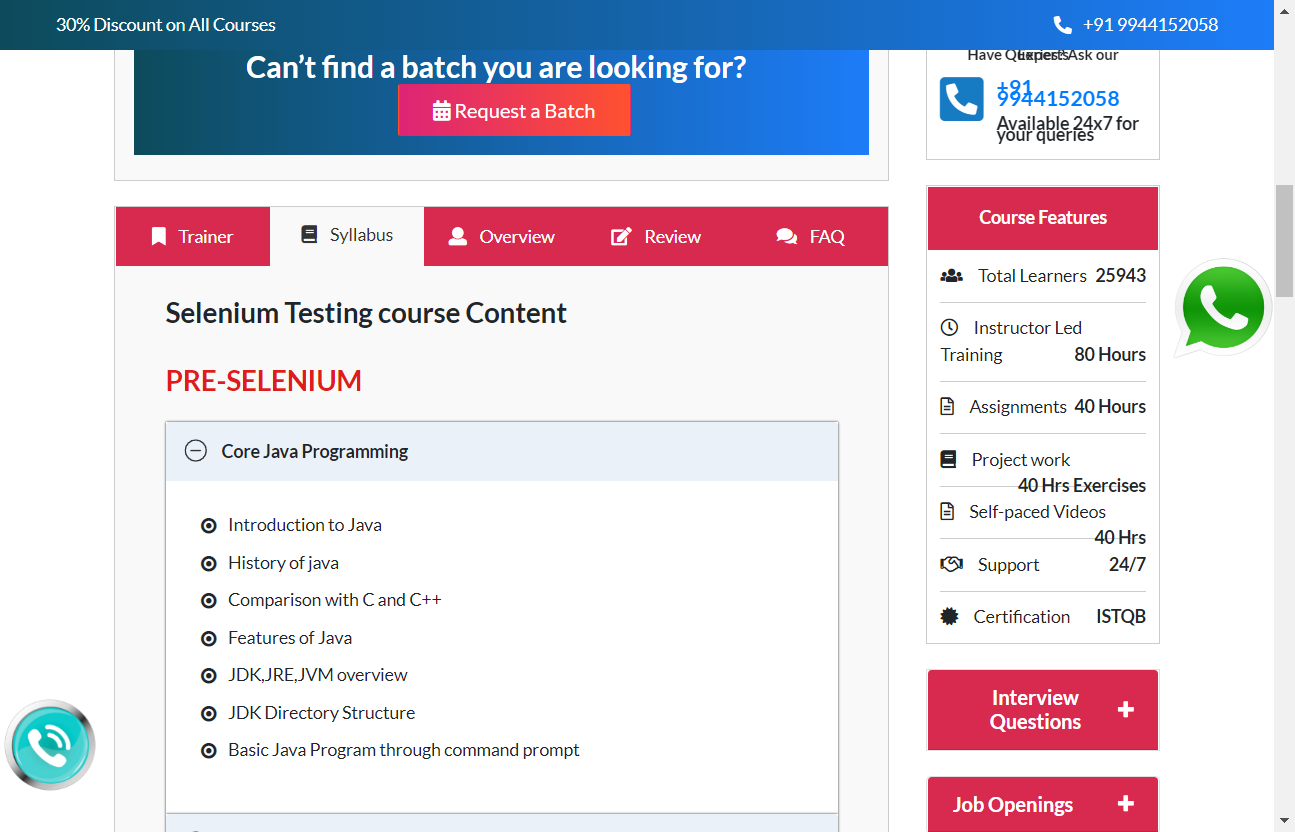 30% Discount on All Courses
+91 9944152058
Can’t find a batch you are looking for?
Request a Batch
Trainer
Syllabus
Overview
Review
FAQ
Selenium Testing course Content
PRE-SELENIUM
Core Java Programming
Introduction to Java
History of java
Comparison with C and C++
Features of Java
JDK,JRE,JVM overview
JDK Directory Structure
Basic Java Program through command prompt
Have Queries? Ask our
Experts
+91
9944152058
Available 24x7 for
your queries
Course Features
Total Learners 25943
Instructor Led
Training 80 Hours
Assignments 40 Hours
Project work
40 Hrs Exercises
Self-paced Videos
40 Hrs
Support 24/7
Certification ISTQB
Interview
Questions
Job Openings